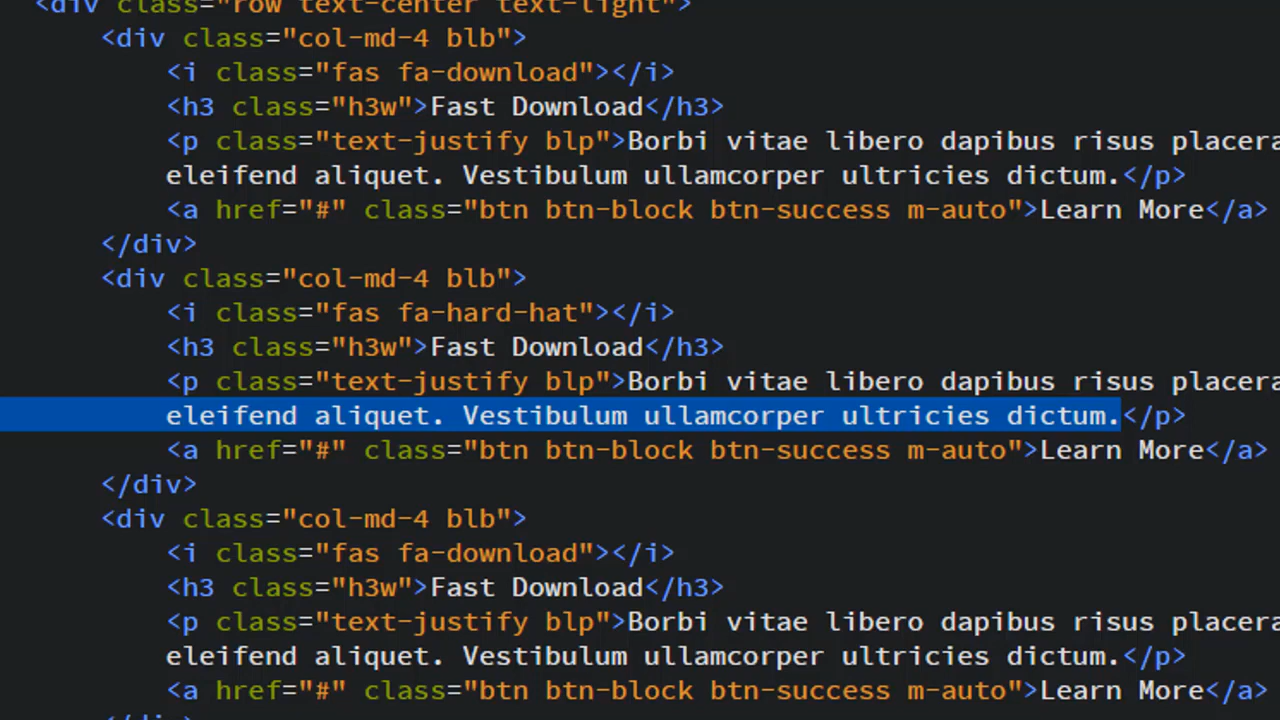 <div class="row text-center text-light">
<div class="col-md-4 blb">
<i class="fas fa-download"></i>
<h3 class="h3w">Fast Download</h3>
<p class="text-justify blp">Borbi vitae libero dapibus risus placera
eleifend aliquet. Vestibulum ullamcorper ultricies dictum.</p>
<a href="#" class="btn btn-block btn-success m-auto">Learn More</a>
</div>
<div class="col-md-4 blb">
<i class="fas fa-hard-hat"></i>
<h3 class="h3w">Fast Download</h3>
<p class="text-justify blp">Borbi vitae libero dapibus risus placera
eleifend aliquet. Vestibulum ullamcorper ultricies dictum.</p>
<a href="#" class="btn btn-block btn-success m-auto">Learn More</a>
</div>
<div class="col-md-4 blb">
<i class="fas fa-download"></i>
<h3 class="h3w">Fast Download</h3>
<p class="text-justify blp">Borbi vitae libero dapibus risus placera
eleifend aliquet. Vestibulum ullamcorper ultricies dictum.</p>
<a href="#" class="btn btn-block btn-success m-auto">Learn More</a>
</div>